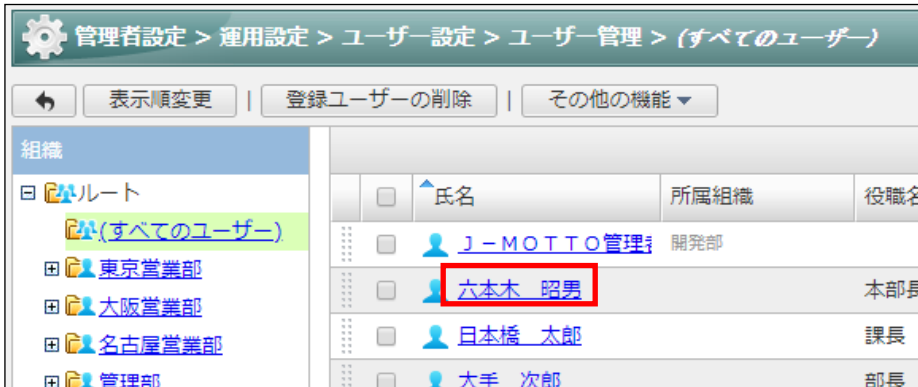 管理者設定 > 運用設定 > ユーザー設定 > ユーザー管理 > (すべてのユーザー)
表示順変更 | 登録ユーザーの削除 | その他の機能
組織
ルート
(すべてのユーザー)
東京営業部
大阪営業部
名古屋営業部
管理部
氏名 所属組織 役職名
J-MOTTO管理者 開発部
六本木 昭男 本部長
日本橋 太郎 課長
大手 次郎 部長